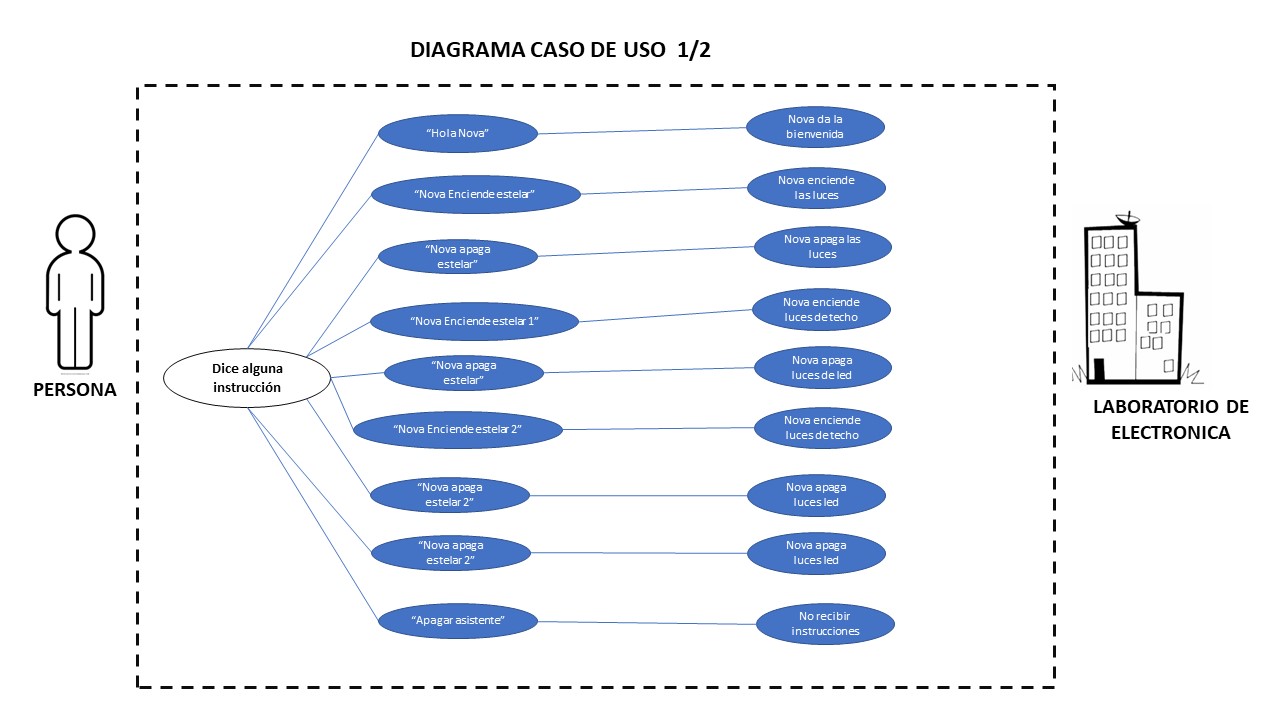 DIAGRAMA CASO DE USO 1/2
“Hola Nova”
Nova da la
bienvenida
“Nova Enciende estelar”
Nova enciende
las luces
“Nova apaga
estelar”
Nova apaga las
luces
“Nova Enciende estelar 1”
Nova enciende
luces de techo
Dice alguna
instrucción
“Nova apaga
estelar”
Nova apaga
luces de led
“Nova Enciende estelar 2”
Nova enciende
luces de techo
“Nova apaga
estelar 2”
Nova apaga
luces led
“Nova apaga
estelar 2”
Nova apaga
luces led
“Apagar asistente”
No recibir
instrucciones
PERSONA
LABORATORIO DE
ELECTRONICA